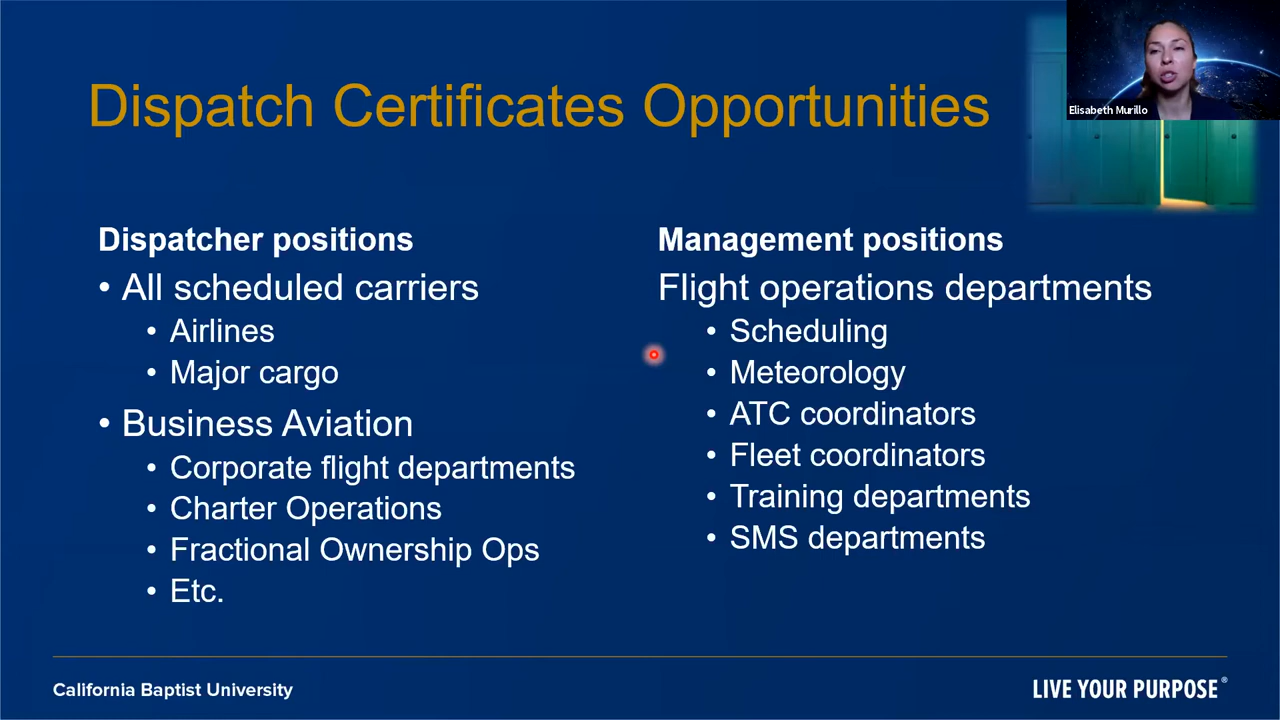 Dispatch Certificates Opportunities
Elisabeth Murillo
Dispatcher positions
• All scheduled carriers
• Airlines
• Major cargo
• Business Aviation
• Corporate flight departments
• Charter Operations
• Fractional Ownership Ops
• Etc.
Management positions
Flight operations departments
• Scheduling
• Meteorology
• ATC coordinators
• Fleet coordinators
• Training departments
• SMS departments
California Baptist University
LIVE YOUR PURPOSE®